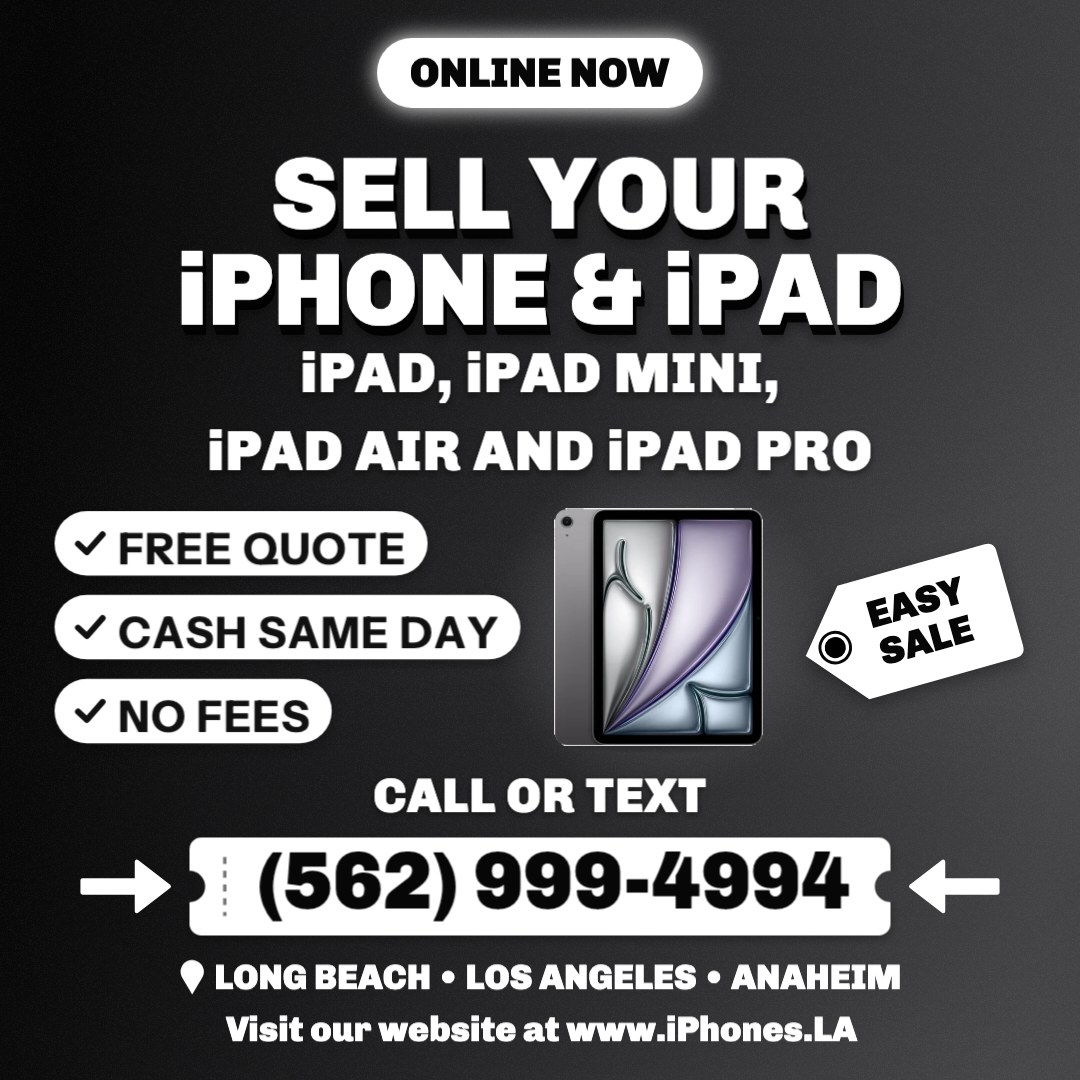 ONLINE NOW
SELL YOUR
iPHONE & iPAD
iPAD, iPAD MINI,
iPAD AIR AND iPAD PRO
✓ FREE QUOTE
✓ CASH SAME DAY
✓ NO FEES
EASY
SALE
CALL OR TEXT
(562) 999-4994
LONG BEACH • LOS ANGELES • ANAHEIM
Visit our website at www.iPhones.LA